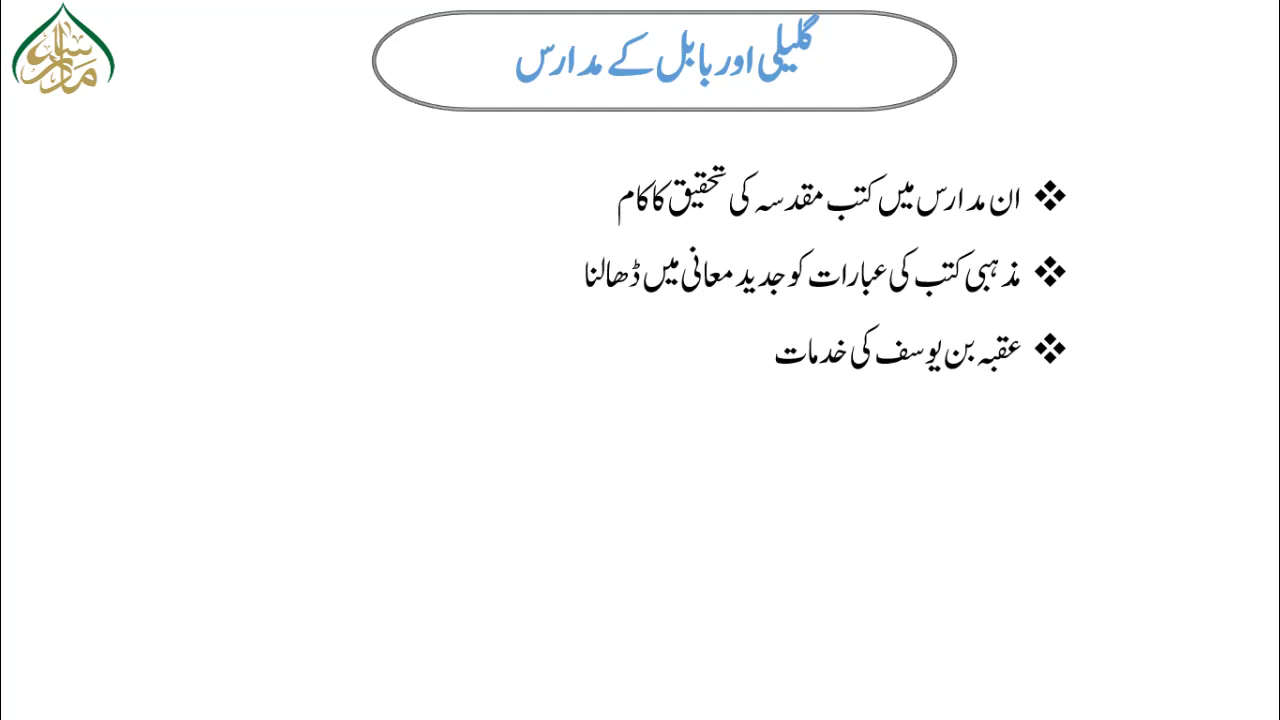 گلیلی اور بابل کے مدارس
ان مدارس میں کتب مقدسہ کی تحقیق کا کام
مذہبی کتب کی عبارات کو جدید معانی میں ڈھالنا
عقبہ بن یوسف کی خدمات